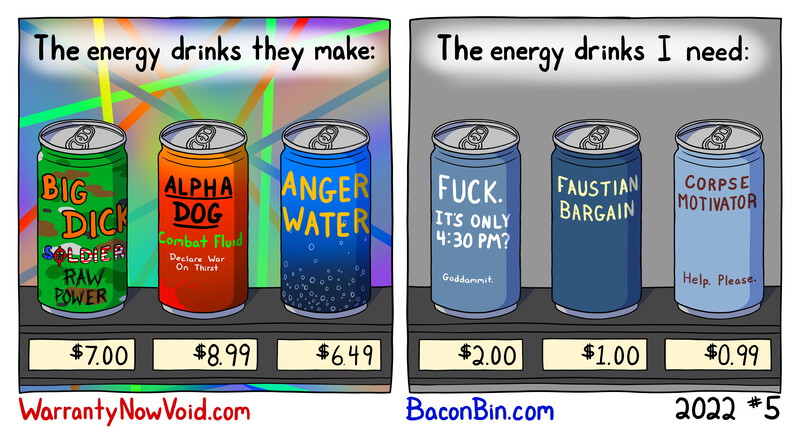 The energy drinks they make:
BIG
DICK
SOLDIER
RAW
POWER
ALPHA
DOG
Combat Fluid
Declare War
On Thirst
ANGER
WATER
$7.00
$8.99
$6.49
WarrantyNowVoid.com
The energy drinks I need:
FUCK.
IT'S ONLY
4:30 PM?
Goddammit.
FAUSTIAN
BARGAIN
CORPSE
MOTIVATOR
Help. Please.
$2.00
$1.00
$0.99
BaconBin.com
2022 #5